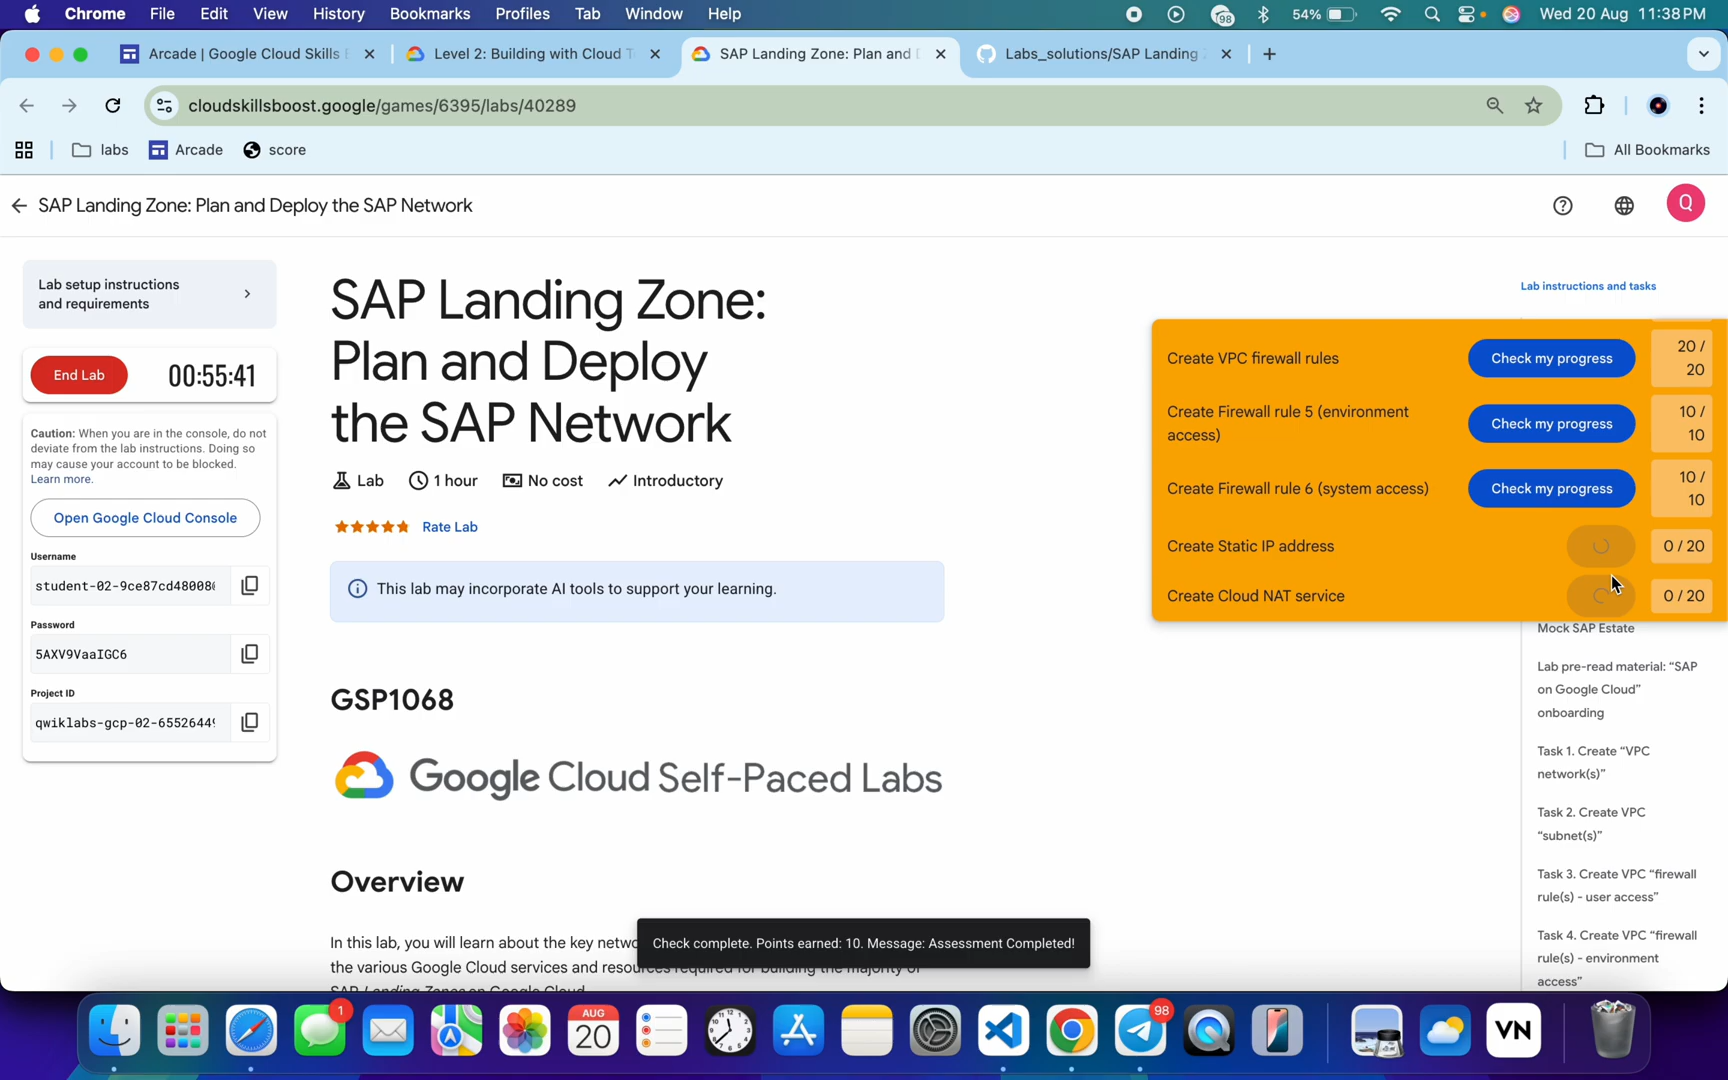 Chrome File Edit View History Bookmarks Profiles Tab Window Help 98 54% Wed 20 Aug 11:38 PM
Arcade | Google Cloud Skills
Level 2: Building with Cloud
SAP Landing Zone: Plan and
Labs_solutions/SAP Landing
cloudskillsboost.google/games/6395/labs/40289
labs Arcade score All Bookmarks
SAP Landing Zone: Plan and Deploy the SAP Network
Q
Lab setup instructions
and requirements
End Lab 00:55:41
Caution: When you are in the console, do not
deviate from the lab instructions. Doing so
may cause your account to be blocked.
Learn more.
Open Google Cloud Console
Username
Password
5AXV9VaaIGC6
Project ID
SAP Landing Zone:
Plan and Deploy
the SAP Network
Lab 1 hour No cost Introductory
Rate Lab
This lab may incorporate AI tools to support your learning.
GSP1068
Google Cloud Self-Paced Labs
Overview
In this lab, you will learn about the key
the various Google Cloud services and
Check complete. Points earned: 10. Message: Assessment Completed!
Lab instructions and tasks
Create VPC firewall rules Check my progress 20 /
20
Create Firewall rule 5 (environment
access) Check my progress 10 /
10
Create Firewall rule 6 (system access) Check my progress 10 /
10
Create Static IP address 0 / 20
Create Cloud NAT service 0 / 20
Mock SAP Estate
Lab pre-read material: “SAP
on Google Cloud”
onboarding
Task 1. Create “VPC
network(s)”
Task 2. Create VPC
“subnet(s)”
Task 3. Create VPC “firewall
rule(s) - user access”
Task 4. Create VPC “firewall
rule(s) - environment
access”
1
AUG
20
98
VN